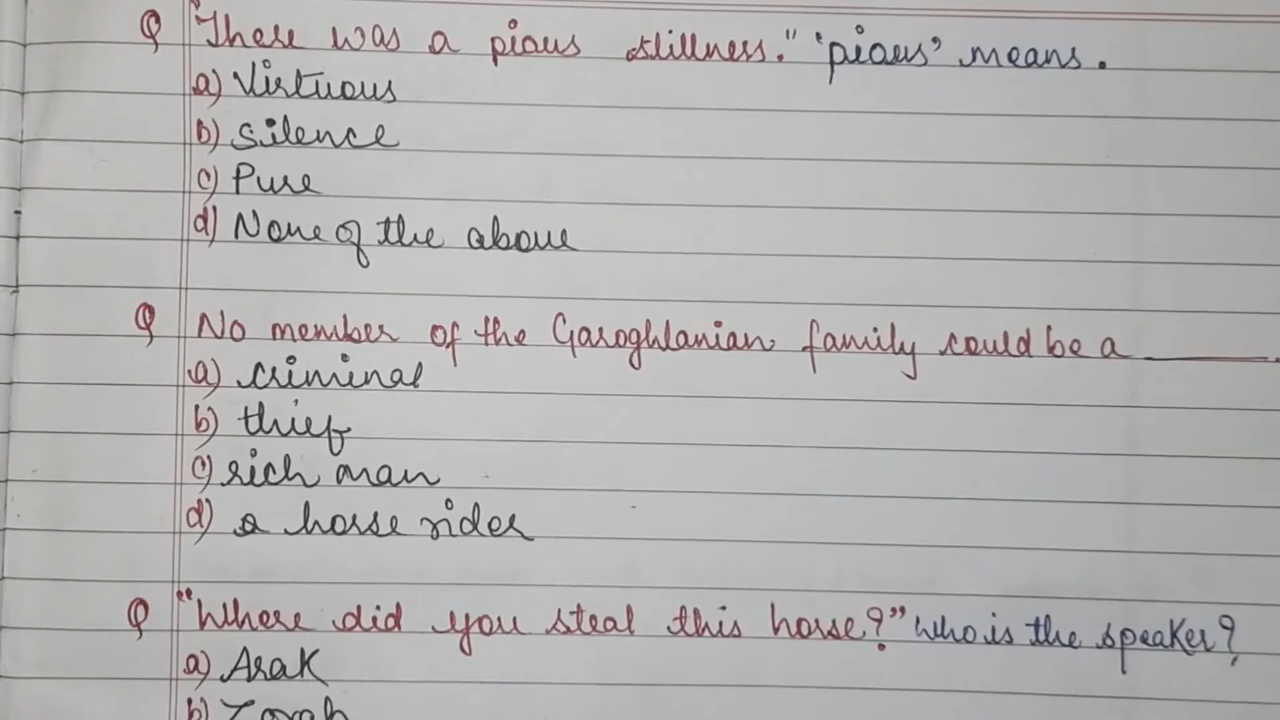 Q "There was a pious stillness." 'pious' means.
a) Virtuous
b) Silence
c) Pure
d) None of the above
Q No member of the Garoghlanian family could be a ______.
a) criminal
b) thief
c) rich man
d) a horse rider
Q "Where did you steal this horse?" who is the speaker?
a) Arak
b)